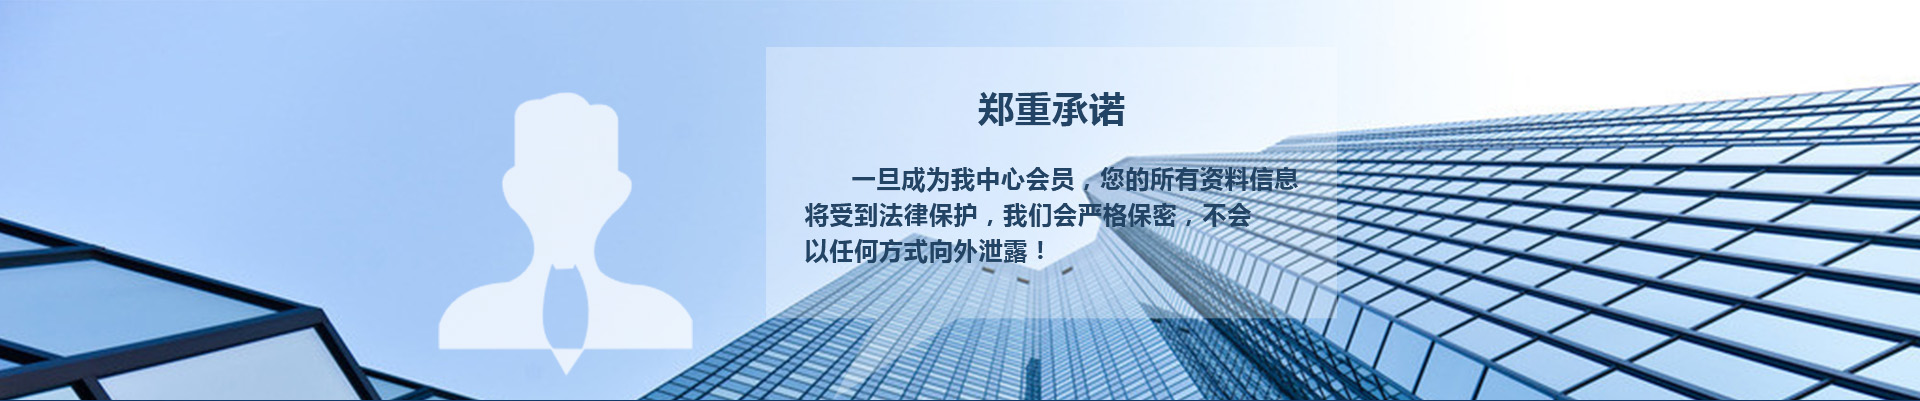 郑重承诺
一旦成为我中心会员，您的所有资料信息
将受到法律保护，我们会严格保密，不会
以任何方式向外泄露！